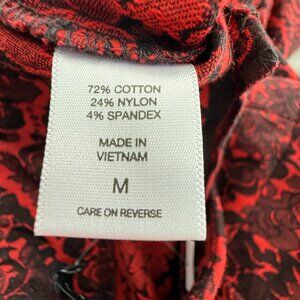 72% COTTON
24% NYLON
4% SPANDEX
MADE IN
VIETNAM
M
CARE ON REVERSE